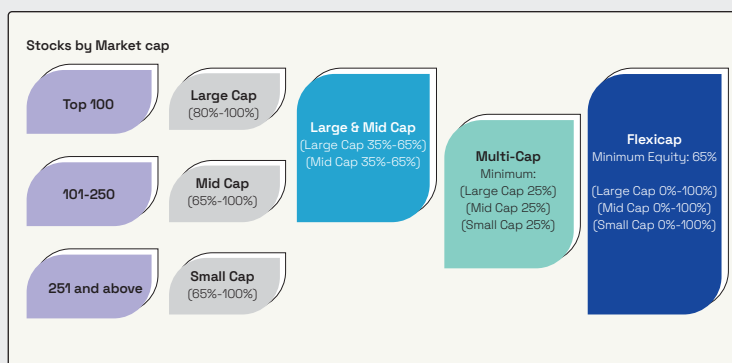 Stocks by Market cap
Top 100
Large Cap
(80%-100%)
101-250
Mid Cap
(65%-100%)
251 and above
Small Cap
(65%-100%)
Large & Mid Cap
(Large Cap 35%-65%)
(Mid Cap 35%-65%)
Multi-Cap
Minimum:
(Large Cap 25%)
(Mid Cap 25%)
(Small Cap 25%)
Flexicap
Minimum Equity: 65%
(Large Cap 0%-100%)
(Mid Cap 0%-100%)
(Small Cap 0%-100%)